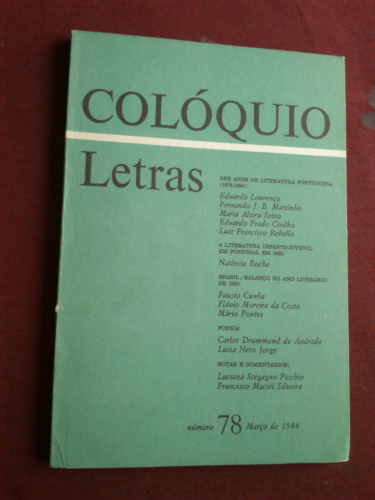 COLÓQUIO
Letras
DEZ ANOS DE LITERATURA PORTUGUESA
(1974-1984):
Eduardo Lourenço
Fernando J. B. Martinho
Maria Alzira Seixo
Eduardo Prado Coelho
Luiz Francisco Rebello
A LITERATURA INFANTO-JUVENIL
EM PORTUGAL EM 1983:
Natércia Rocha
BRASIL / BALANÇO DO ANO LITERÁRIO
DE 1983:
Fausto Cunha
Flávio Moreira da Costa
Mário Pontes
POESIA:
Carlos Drummond de Andrade
Luiza Neto Jorge
NOTAS E COMENTÁRIOS:
Luciana Stegagno Picchio
Francisco Maciel Silveira
número 78 Março de 1984